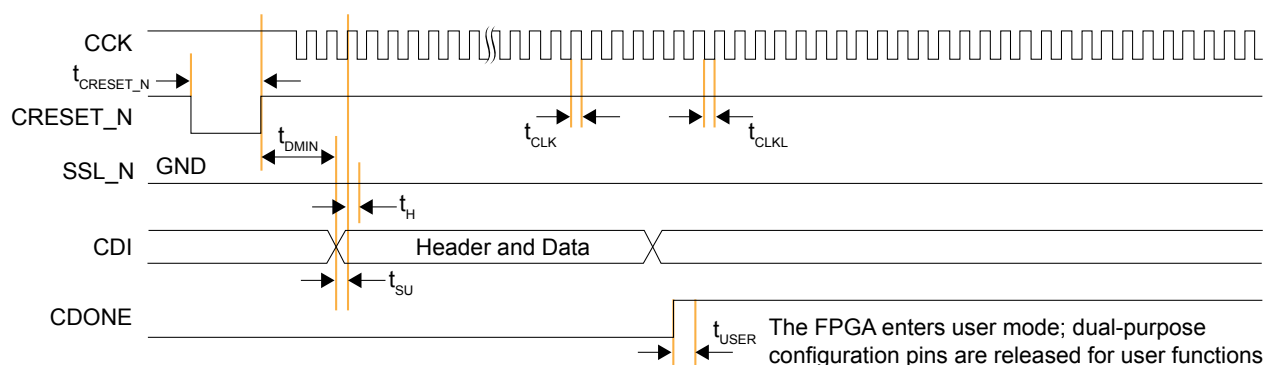 CCK
tCRESET_N
CRESET_N
tDMIN
tCLK
tCLKL
SSL_N
GND
tH
CDI
Header and Data
tSU
CDONE
tUSER
The FPGA enters user mode; dual-purpose
configuration pins are released for user functions